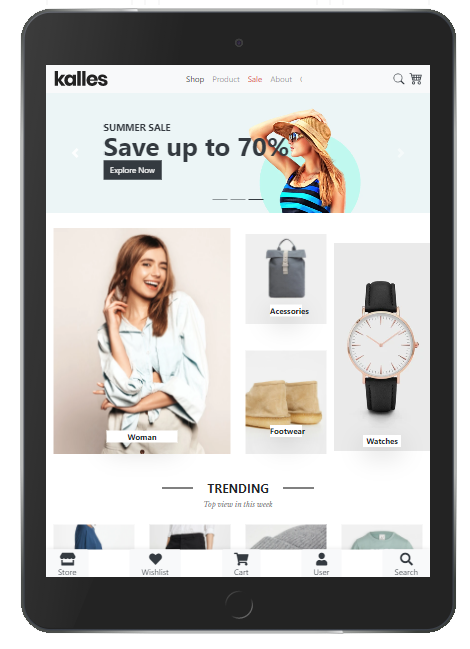 kalles
Shop Product Sale About
SUMMER SALE
Save up to 70%
Explore Now
Acessories
Woman
Footwear
Watches
TRENDING
Top view in this week
Store Wishlist Cart User Search